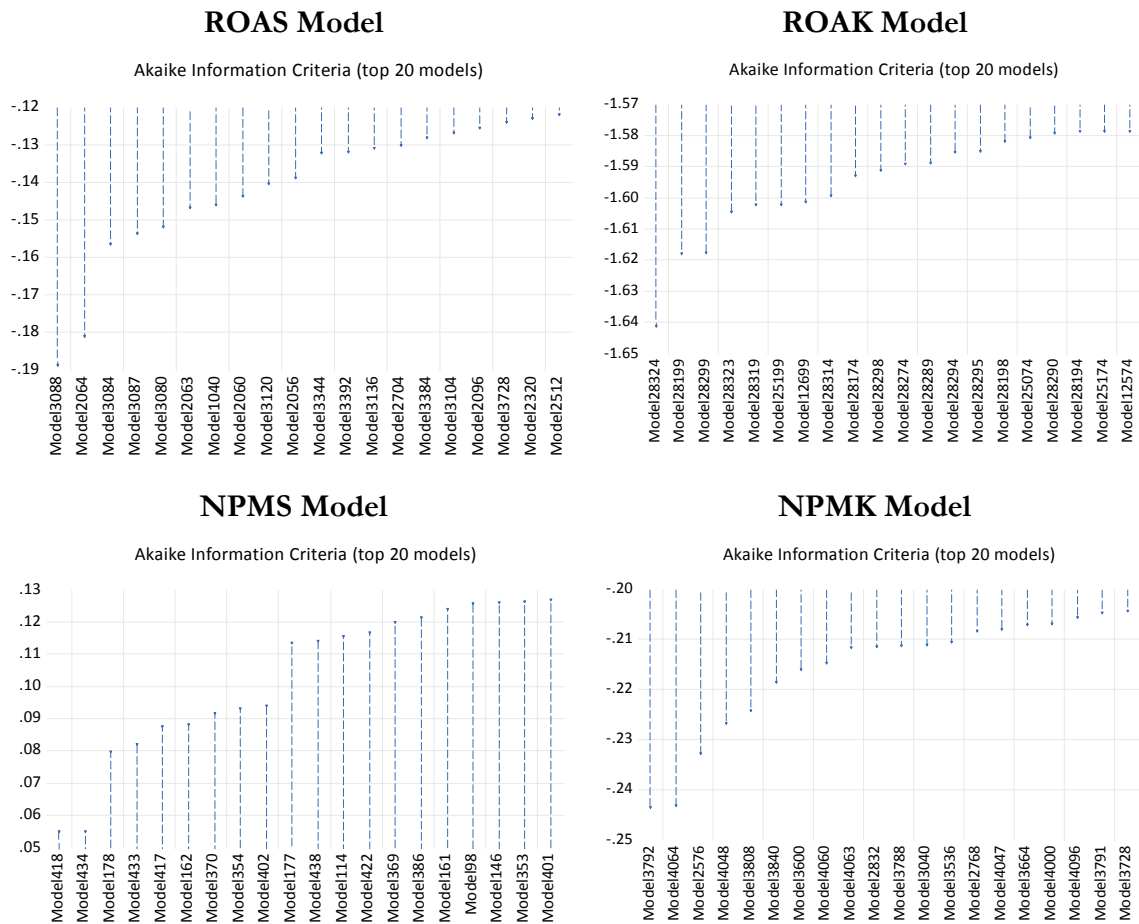 ROAS Model
Akaike Information Criteria (top 20 models)
-.12
-.13
-.14
-.15
-.16
-.17
-.18
-.19
Model3088
Model2064
Model3084
Model3087
Model3080
Model2063
Model1040
Model2060
Model3120
Model2056
Model3344
Model3392
Model3136
Model2704
Model3384
Model3104
Model2096
Model3728
Model2320
Model2512
ROAK Model
Akaike Information Criteria (top 20 models)
-1.57
-1.58
-1.59
-1.60
-1.61
-1.62
-1.63
-1.64
-1.65
Model28324
Model28199
Model28299
Model28323
Model28319
Model25199
Model12699
Model28314
Model28174
Model28298
Model28274
Model28289
Model28294
Model28295
Model28198
Model25074
Model28290
Model28194
Model25174
Model12574
NPMS Model
Akaike Information Criteria (top 20 models)
.13
.12
.11
.10
.09
.08
.07
.06
.05
Model418
Model434
Model178
Model433
Model417
Model162
Model370
Model354
Model402
Model177
Model438
Model114
Model422
Model369
Model386
Model161
Model98
Model146
Model353
Model401
NPMK Model
Akaike Information Criteria (top 20 models)
-.20
-.21
-.22
-.23
-.24
-.25
Model3792
Model4064
Model2576
Model4048
Model3808
Model3840
Model3600
Model4060
Model4063
Model2832
Model3788
Model3040
Model3536
Model2768
Model4047
Model3664
Model4000
Model4096
Model3791
Model3728